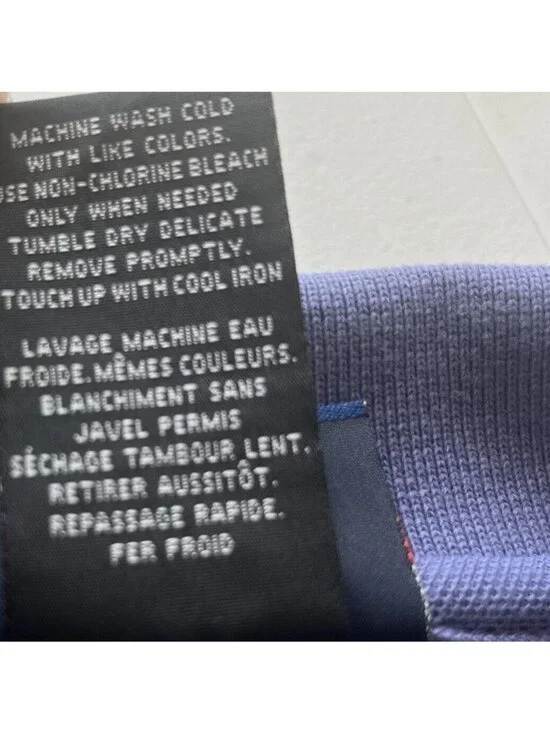 MACHINE WASH COLD
WITH LIKE COLORS.
USE NON-CHLORINE BLEACH
ONLY WHEN NEEDED
TUMBLE DRY DELICATE
REMOVE PROMPTLY.
TOUCH UP WITH COOL IRON
LAVAGE MACHINE EAU
FROIDE. MÊMES COULEURS.
BLANCHIMENT SANS
JAVEL PERMIS
SÉCHAGE TAMBOUR LENT.
RETIRER AUSSITÔT.
REPASSAGE RAPIDE.
FER FROID